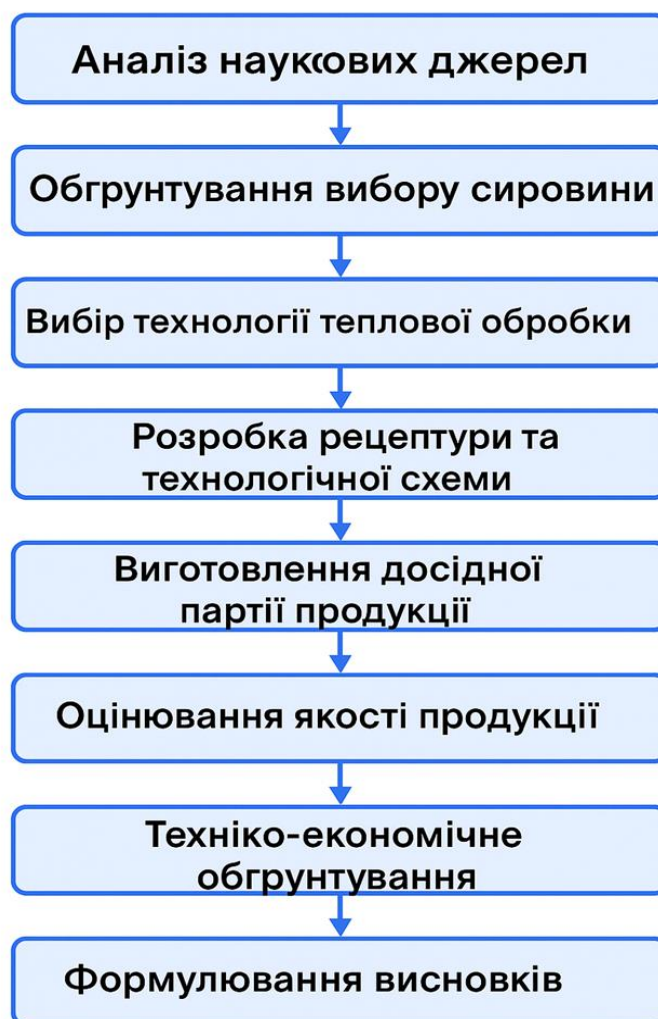 Аналіз наукових джерел
Обгрунтування вибору сировини
Вибір технології теплової обробки
Розробка рецептури та
технологічної схеми
Виготовлення досідної
партії продукції
Оцінювання якості продукції
Техніко-економічне
обгрунтування
Формулювання висновків